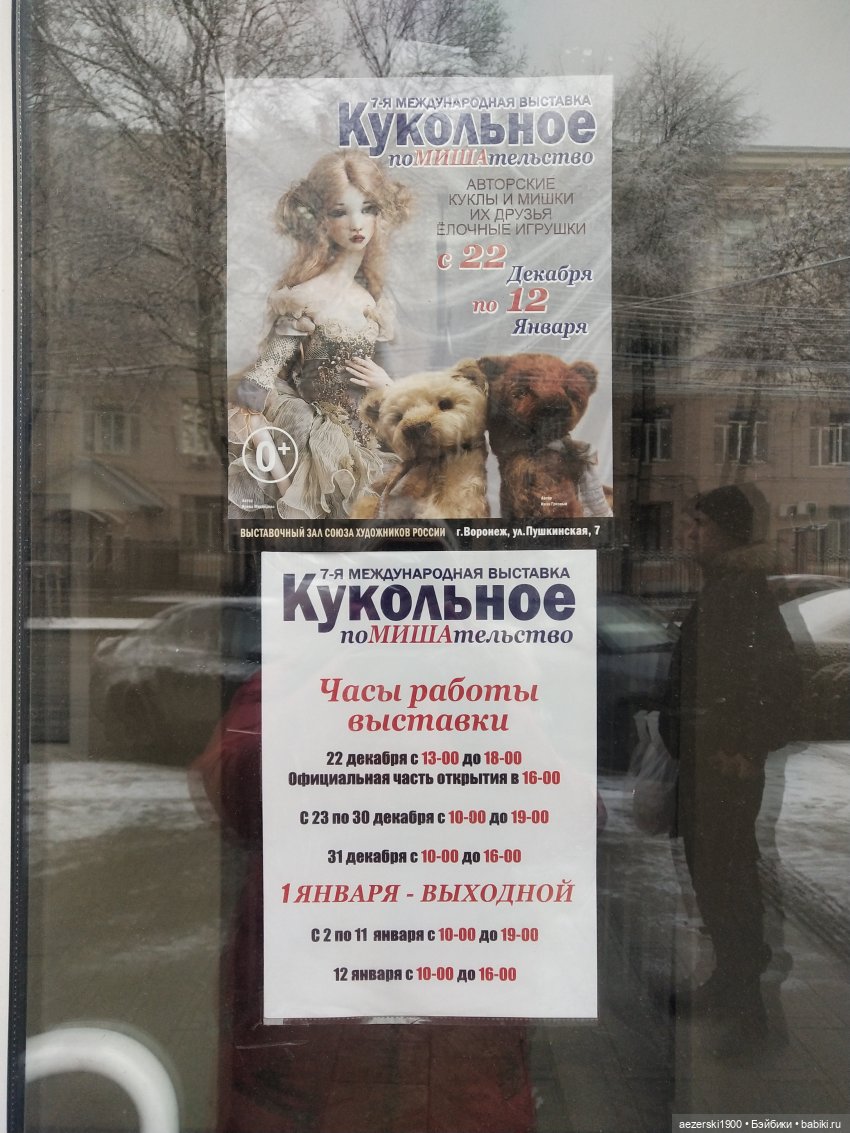 7-Я МЕЖДУНАРОДНАЯ ВЫСТАВКА
Кукольное
поМИШАтельство
АВТОРСКИЕ
КУКЛЫ И МИШКИ
ИХ ДРУЗЬЯ
ЁЛОЧНЫЕ ИГРУШКИ
с 22
Декабря
по 12
Января
0+
Автор
Автор
ВЫСТАВОЧНЫЙ ЗАЛ СОЮЗА ХУДОЖНИКОВ РОССИИ г.Воронеж, ул.Пушкинская, 7
7-Я МЕЖДУНАРОДНАЯ ВЫСТАВКА
Кукольное
поМИШАтельство
Часы работы
выставки
22 декабря с 13-00 до 18-00
Официальная часть открытия в 16-00
С 23 по 30 декабря с 10-00 до 19-00
31 декабря с 10-00 до 16-00
1 ЯНВАРЯ - ВЫХОДНОЙ
С 2 по 11 января с 10-00 до 19-00
12 января с 10-00 до 16-00
aezerski1900 • Бэйбики • babiki.ru